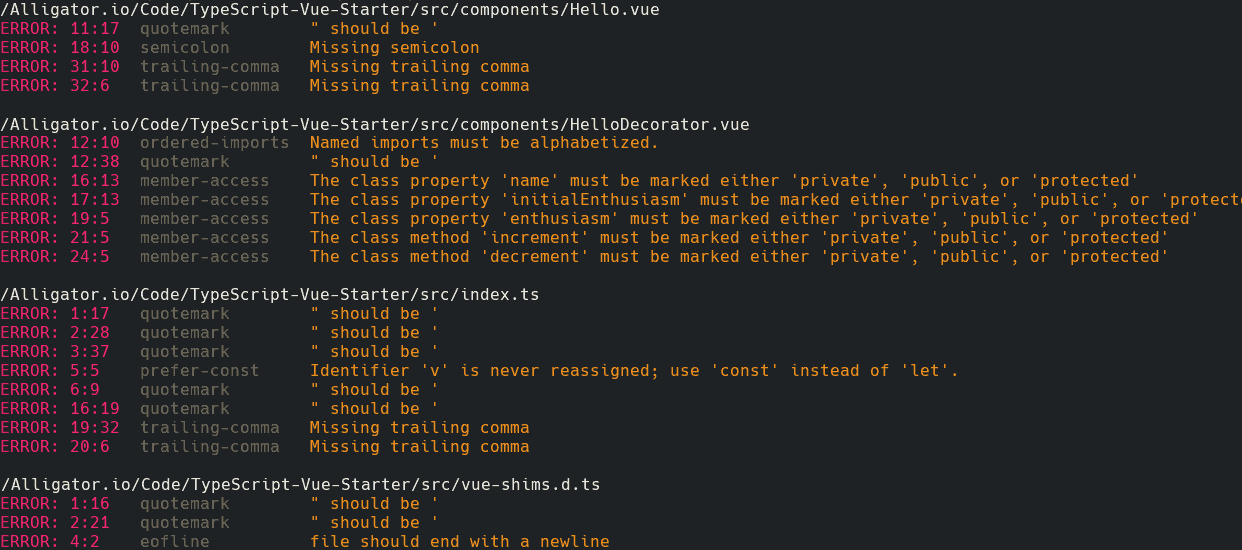 /Alligator.io/Code/TypeScript-Vue-Starter/src/components/Hello.vue
ERROR: 11:17  quotemark        " should be '
ERROR: 18:10  semicolon        Missing semicolon
ERROR: 31:10  trailing-comma   Missing trailing comma
ERROR: 32:6   trailing-comma   Missing trailing comma
/Alligator.io/Code/TypeScript-Vue-Starter/src/components/HelloDecorator.vue
ERROR: 12:10  ordered-imports  Named imports must be alphabetized.
ERROR: 12:38  quotemark        " should be '
ERROR: 16:13  member-access    The class property 'name' must be marked either 'private', 'public', or 'protected'
ERROR: 17:13  member-access    The class property 'initialEnthusiasm' must be marked either 'private', 'public', or 'protect
ERROR: 19:5   member-access    The class property 'enthusiasm' must be marked either 'private', 'public', or 'protected'
ERROR: 21:5   member-access    The class method 'increment' must be marked either 'private', 'public', or 'protected'
ERROR: 24:5   member-access    The class method 'decrement' must be marked either 'private', 'public', or 'protected'
/Alligator.io/Code/TypeScript-Vue-Starter/src/index.ts
ERROR: 1:17   quotemark        " should be '
ERROR: 2:28   quotemark        " should be '
ERROR: 3:37   quotemark        " should be '
ERROR: 5:5    prefer-const     Identifier 'v' is never reassigned; use 'const' instead of 'let'.
ERROR: 6:9    quotemark        " should be '
ERROR: 16:19  quotemark        " should be '
ERROR: 19:32  trailing-comma   Missing trailing comma
ERROR: 20:6   trailing-comma   Missing trailing comma
/Alligator.io/Code/TypeScript-Vue-Starter/src/vue-shims.d.ts
ERROR: 1:16   quotemark        " should be '
ERROR: 2:21   quotemark        " should be '
ERROR: 4:2    eofline          file should end with a newline